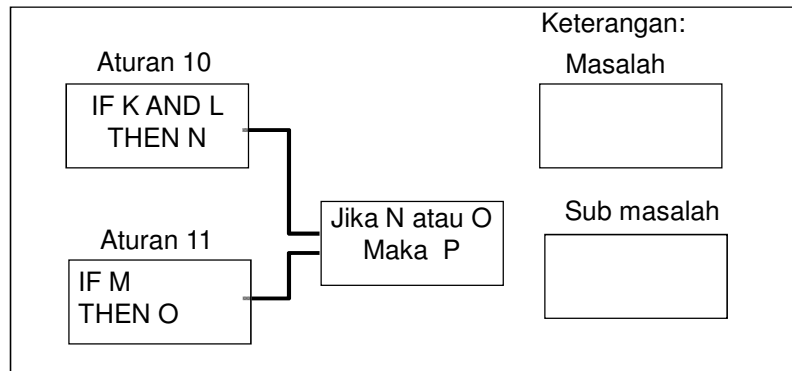 Keterangan:
Aturan 10
Masalah
IF K AND L
THEN N
Jika N atau O
Maka P
Sub masalah
Aturan 11
IF M
THEN O